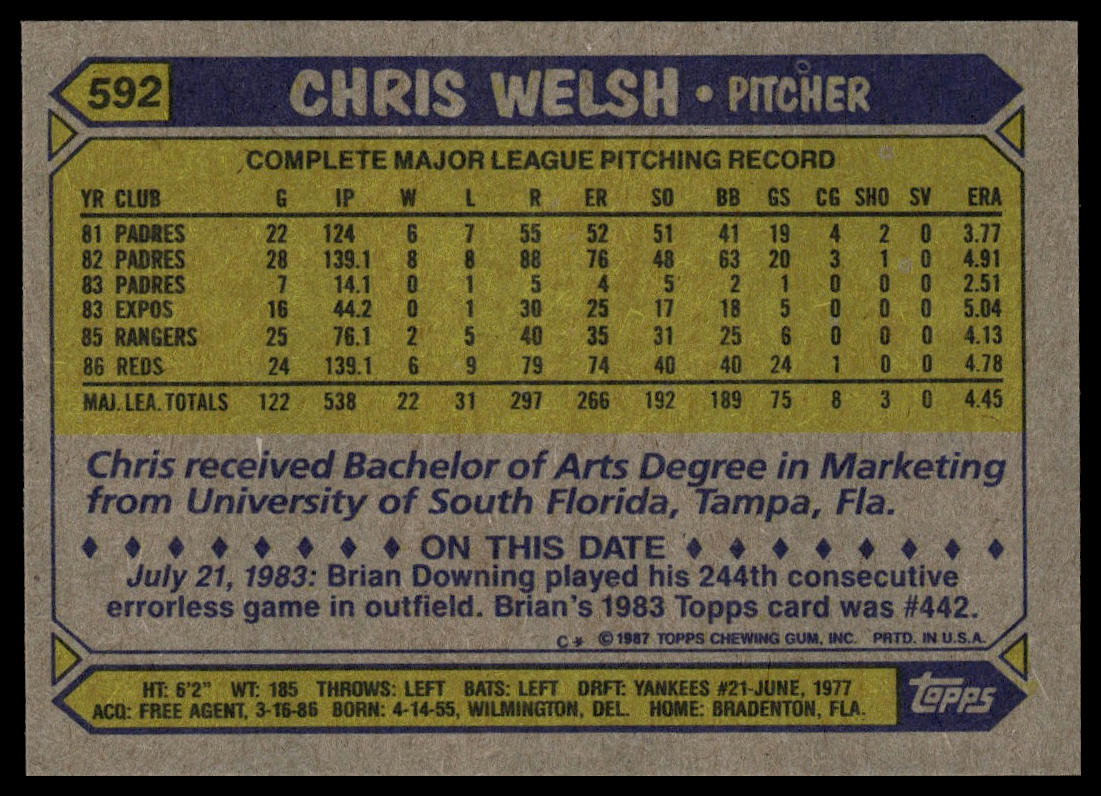 592 CHRIS WELSH • PITCHER
COMPLETE MAJOR LEAGUE PITCHING RECORD
YR CLUB G IP W L R ER SO BB GS CG SHO SV ERA
81 PADRES 22 124 6 7 55 52 51 41 19 4 2 0 3.77
82 PADRES 28 139.1 8 8 88 76 48 63 20 3 1 0 4.91
83 PADRES 7 14.1 0 1 5 4 5 2 1 0 0 0 2.51
83 EXPOS 16 44.2 0 1 30 25 17 18 5 0 0 0 5.04
85 RANGERS 25 76.1 2 5 40 35 31 25 6 0 0 0 4.13
86 REDS 24 139.1 6 9 79 74 40 40 24 1 0 0 4.78
MAJ. LEA. TOTALS 122 538 22 31 297 266 192 189 75 8 3 0 4.45
Chris received Bachelor of Arts Degree in Marketing
from University of South Florida, Tampa, Fla.
ON THIS DATE
July 21, 1983: Brian Downing played his 244th consecutive
errorless game in outfield. Brian's 1983 Topps card was #442.
C* © 1987 TOPPS CHEWING GUM, INC. PRTD. IN U.S.A.
HT: 6'2" WT: 185 THROWS: LEFT BATS: LEFT DRFT: YANKEES #21-JUNE, 1977
ACQ: FREE AGENT, 3-16-86 BORN: 4-14-55, WILMINGTON, DEL. HOME: BRADENTON, FLA.
topps